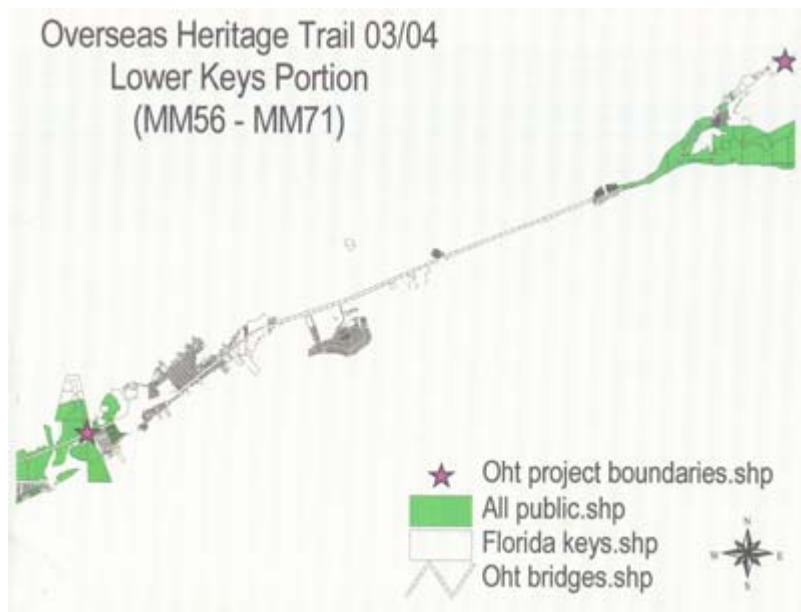 Overseas Heritage Trail 03/04
Lower Keys Portion
(MM56 - MM71)
Oht project boundaries.shp
All public.shp
Florida keys.shp
Oht bridges.shp
N
W E
S